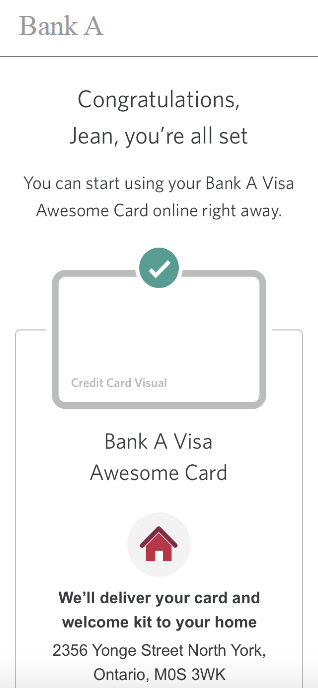 Bank A
Congratulations,
Jean, you’re all set
You can start using your Bank A Visa
Awesome Card online right away.
Credit Card Visual
Bank A Visa
Awesome Card
We’ll deliver your card and
welcome kit to your home
2356 Yonge Street North York,
Ontario, M0S 3WK